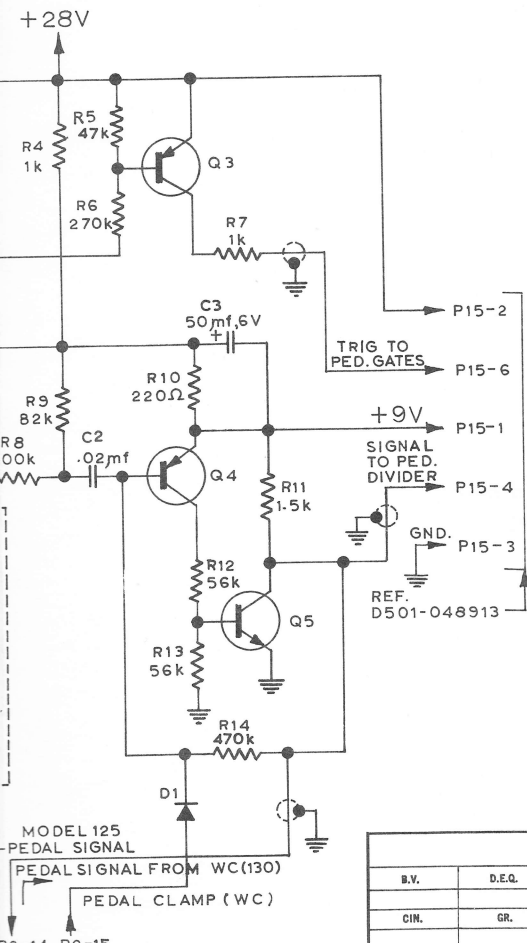 +28V
R5
47k
R4
1k
Q3
R6
270k
R7
1k
C3
50mf,6V
+
P15-2
TRIG TO
PED. GATES
P15-6
R10
220Ω
R9
82k
+9V
P15-1
R8
00k
C2
.02mf
Q4
SIGNAL
TO PED.
DIVIDER
P15-4
R11
1.5k
GND.
P15-3
R12
56k
Q5
REF.
D501-048913
R13
56k
R14
470k
D1
MODEL 125
-PEDAL SIGNAL
PEDAL SIGNAL FROM WC(130)
PEDAL CLAMP (WC)
B.V.
D.E.Q.
CIN.
GR.